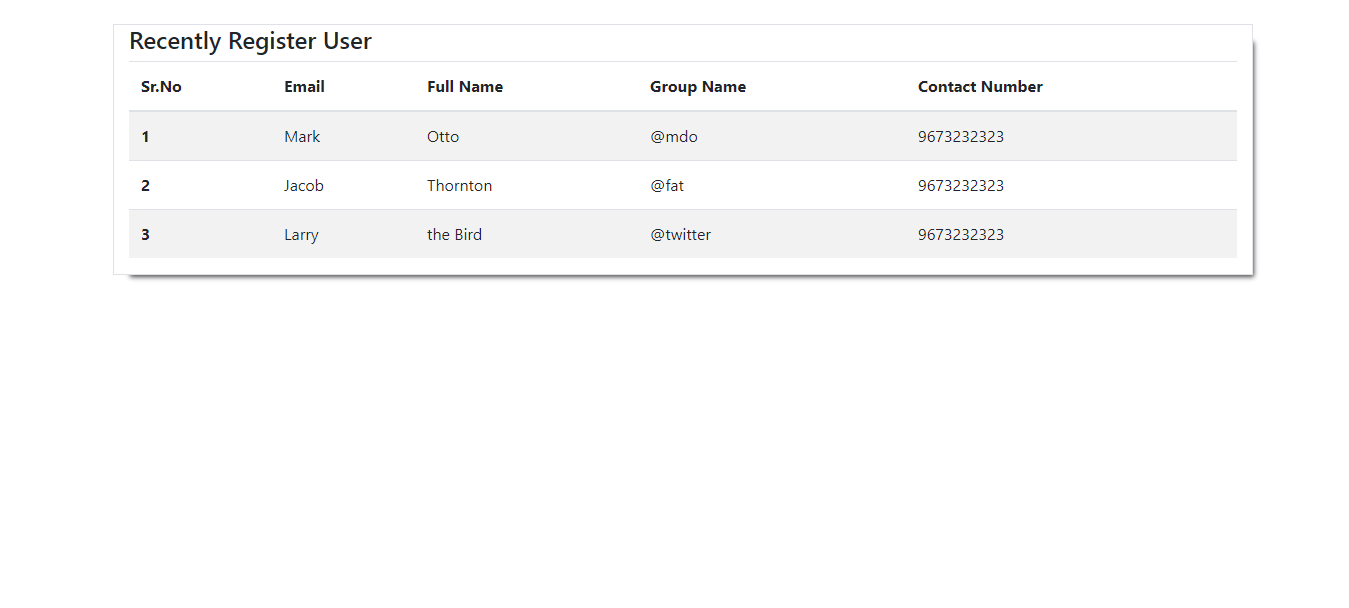 Recently Register User
Sr.No Email Full Name Group Name Contact Number
1 Mark Otto @mdo 9673232323
2 Jacob Thornton @fat 9673232323
3 Larry the Bird @twitter 9673232323